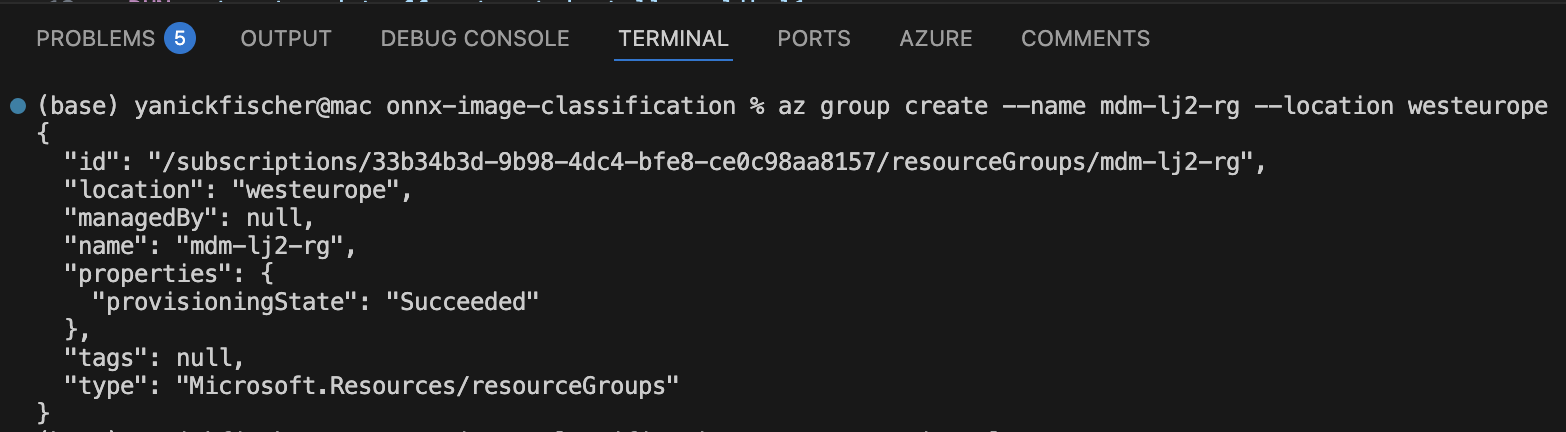 PROBLEMS 5 OUTPUT DEBUG CONSOLE TERMINAL PORTS AZURE COMMENTS
(base) yanickfischer@mac onnx-image-classification % az group create --name mdm-lj2-rg --location westeurope
{
  "id": "/subscriptions/33b34b3d-9b98-4dc4-bfe8-ce0c98aa8157/resourceGroups/mdm-lj2-rg",
  "location": "westeurope",
  "managedBy": null,
  "name": "mdm-lj2-rg",
  "properties": {
    "provisioningState": "Succeeded"
  },
  "tags": null,
  "type": "Microsoft.Resources/resourceGroups"
}